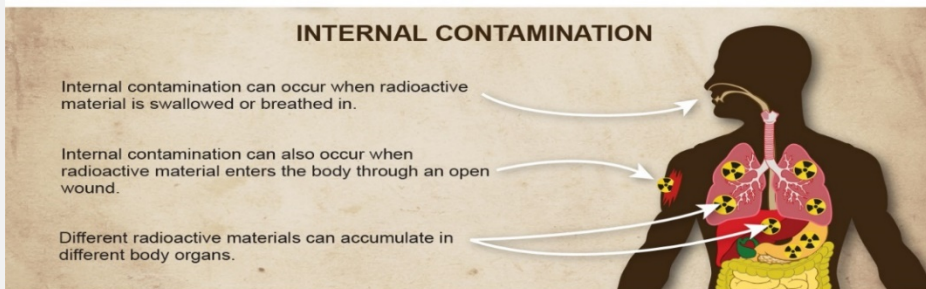 INTERNAL CONTAMINATION
Internal contamination can occur when radioactive
material is swallowed or breathed in.
Internal contamination can also occur when
radioactive material enters the body through an open
wound.
Different radioactive materials can accumulate in
different body organs.